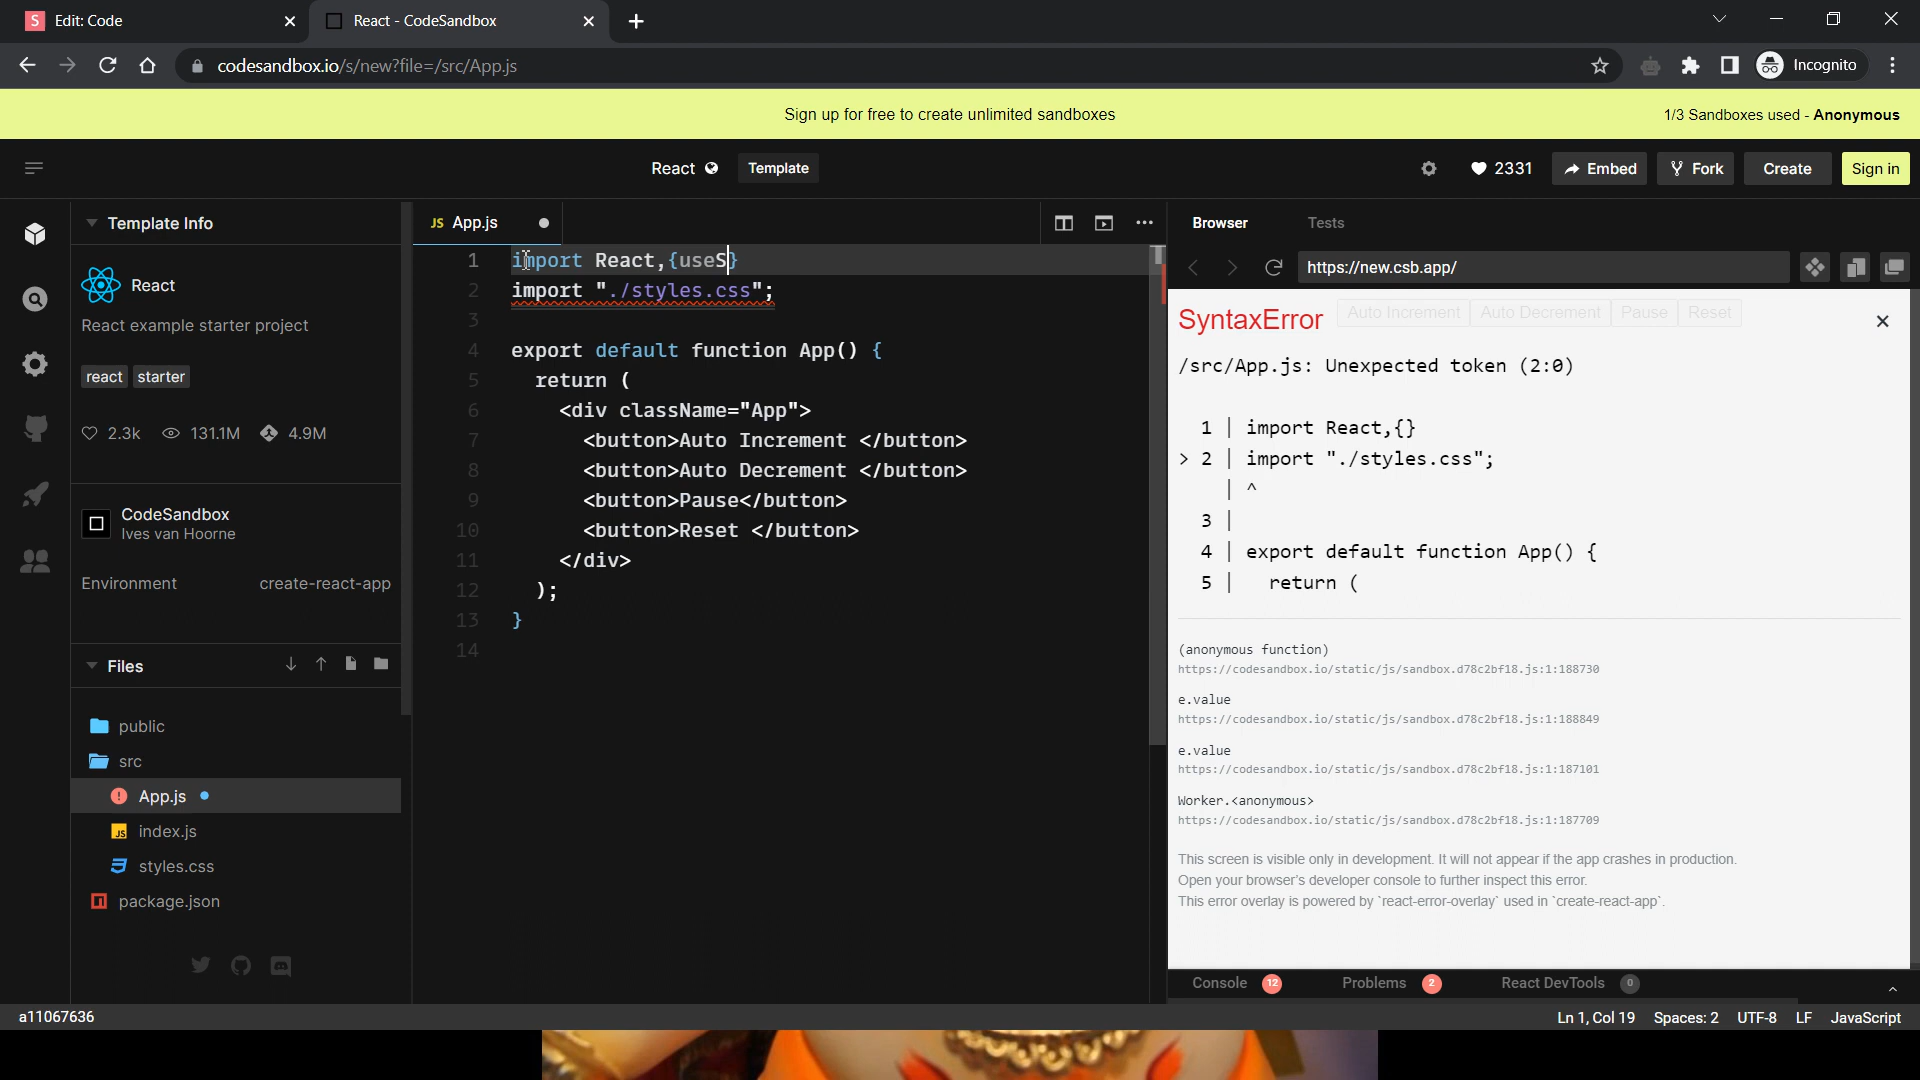 S Edit: Code
React - CodeSandbox
codesandbox.io/s/new?file=/src/App.js
Incognito
Sign up for free to create unlimited sandboxes
1/3 Sandboxes used - Anonymous
React
Template
2331
Embed
Fork
Create
Sign in
Template Info
JS App.js
Browser
Tests
https://new.csb.app/
React
React example starter project
react
starter
2.3k
131.1M
4.9M
CodeSandbox
Ives van Hoorne
Environment
create-react-app
Files
public
src
App.js
JS index.js
styles.css
package.json
1 import React,{useS}
2 import "./styles.css";
3
4 export default function App() {
5 return (
6 <div className="App">
7 <button>Auto Increment </button>
8 <button>Auto Decrement </button>
9 <button>Pause</button>
10 <button>Reset </button>
11 </div>
12 );
13 }
14
SyntaxError
Auto Increment
Auto Decrement
Pause
Reset
/src/App.js: Unexpected token (2:0)
1 | import React,{}
> 2 | import "./styles.css";
| ^
3 |
4 | export default function App() {
5 | return (
(anonymous function)
https://codesandbox.io/static/js/sandbox.d78c2bf18.js:1:188730
e.value
https://codesandbox.io/static/js/sandbox.d78c2bf18.js:1:188849
e.value
https://codesandbox.io/static/js/sandbox.d78c2bf18.js:1:187101
Worker.<anonymous>
https://codesandbox.io/static/js/sandbox.d78c2bf18.js:1:187709
This screen is visible only in development. It will not appear if the app crashes in production.
Open your browser's developer console to further inspect this error.
This error overlay is powered by `react-error-overlay` used in `create-react-app`.
Console 12
Problems 2
React DevTools 0
a11067636
Ln 1, Col 19
Spaces: 2
UTF-8
LF
JavaScript